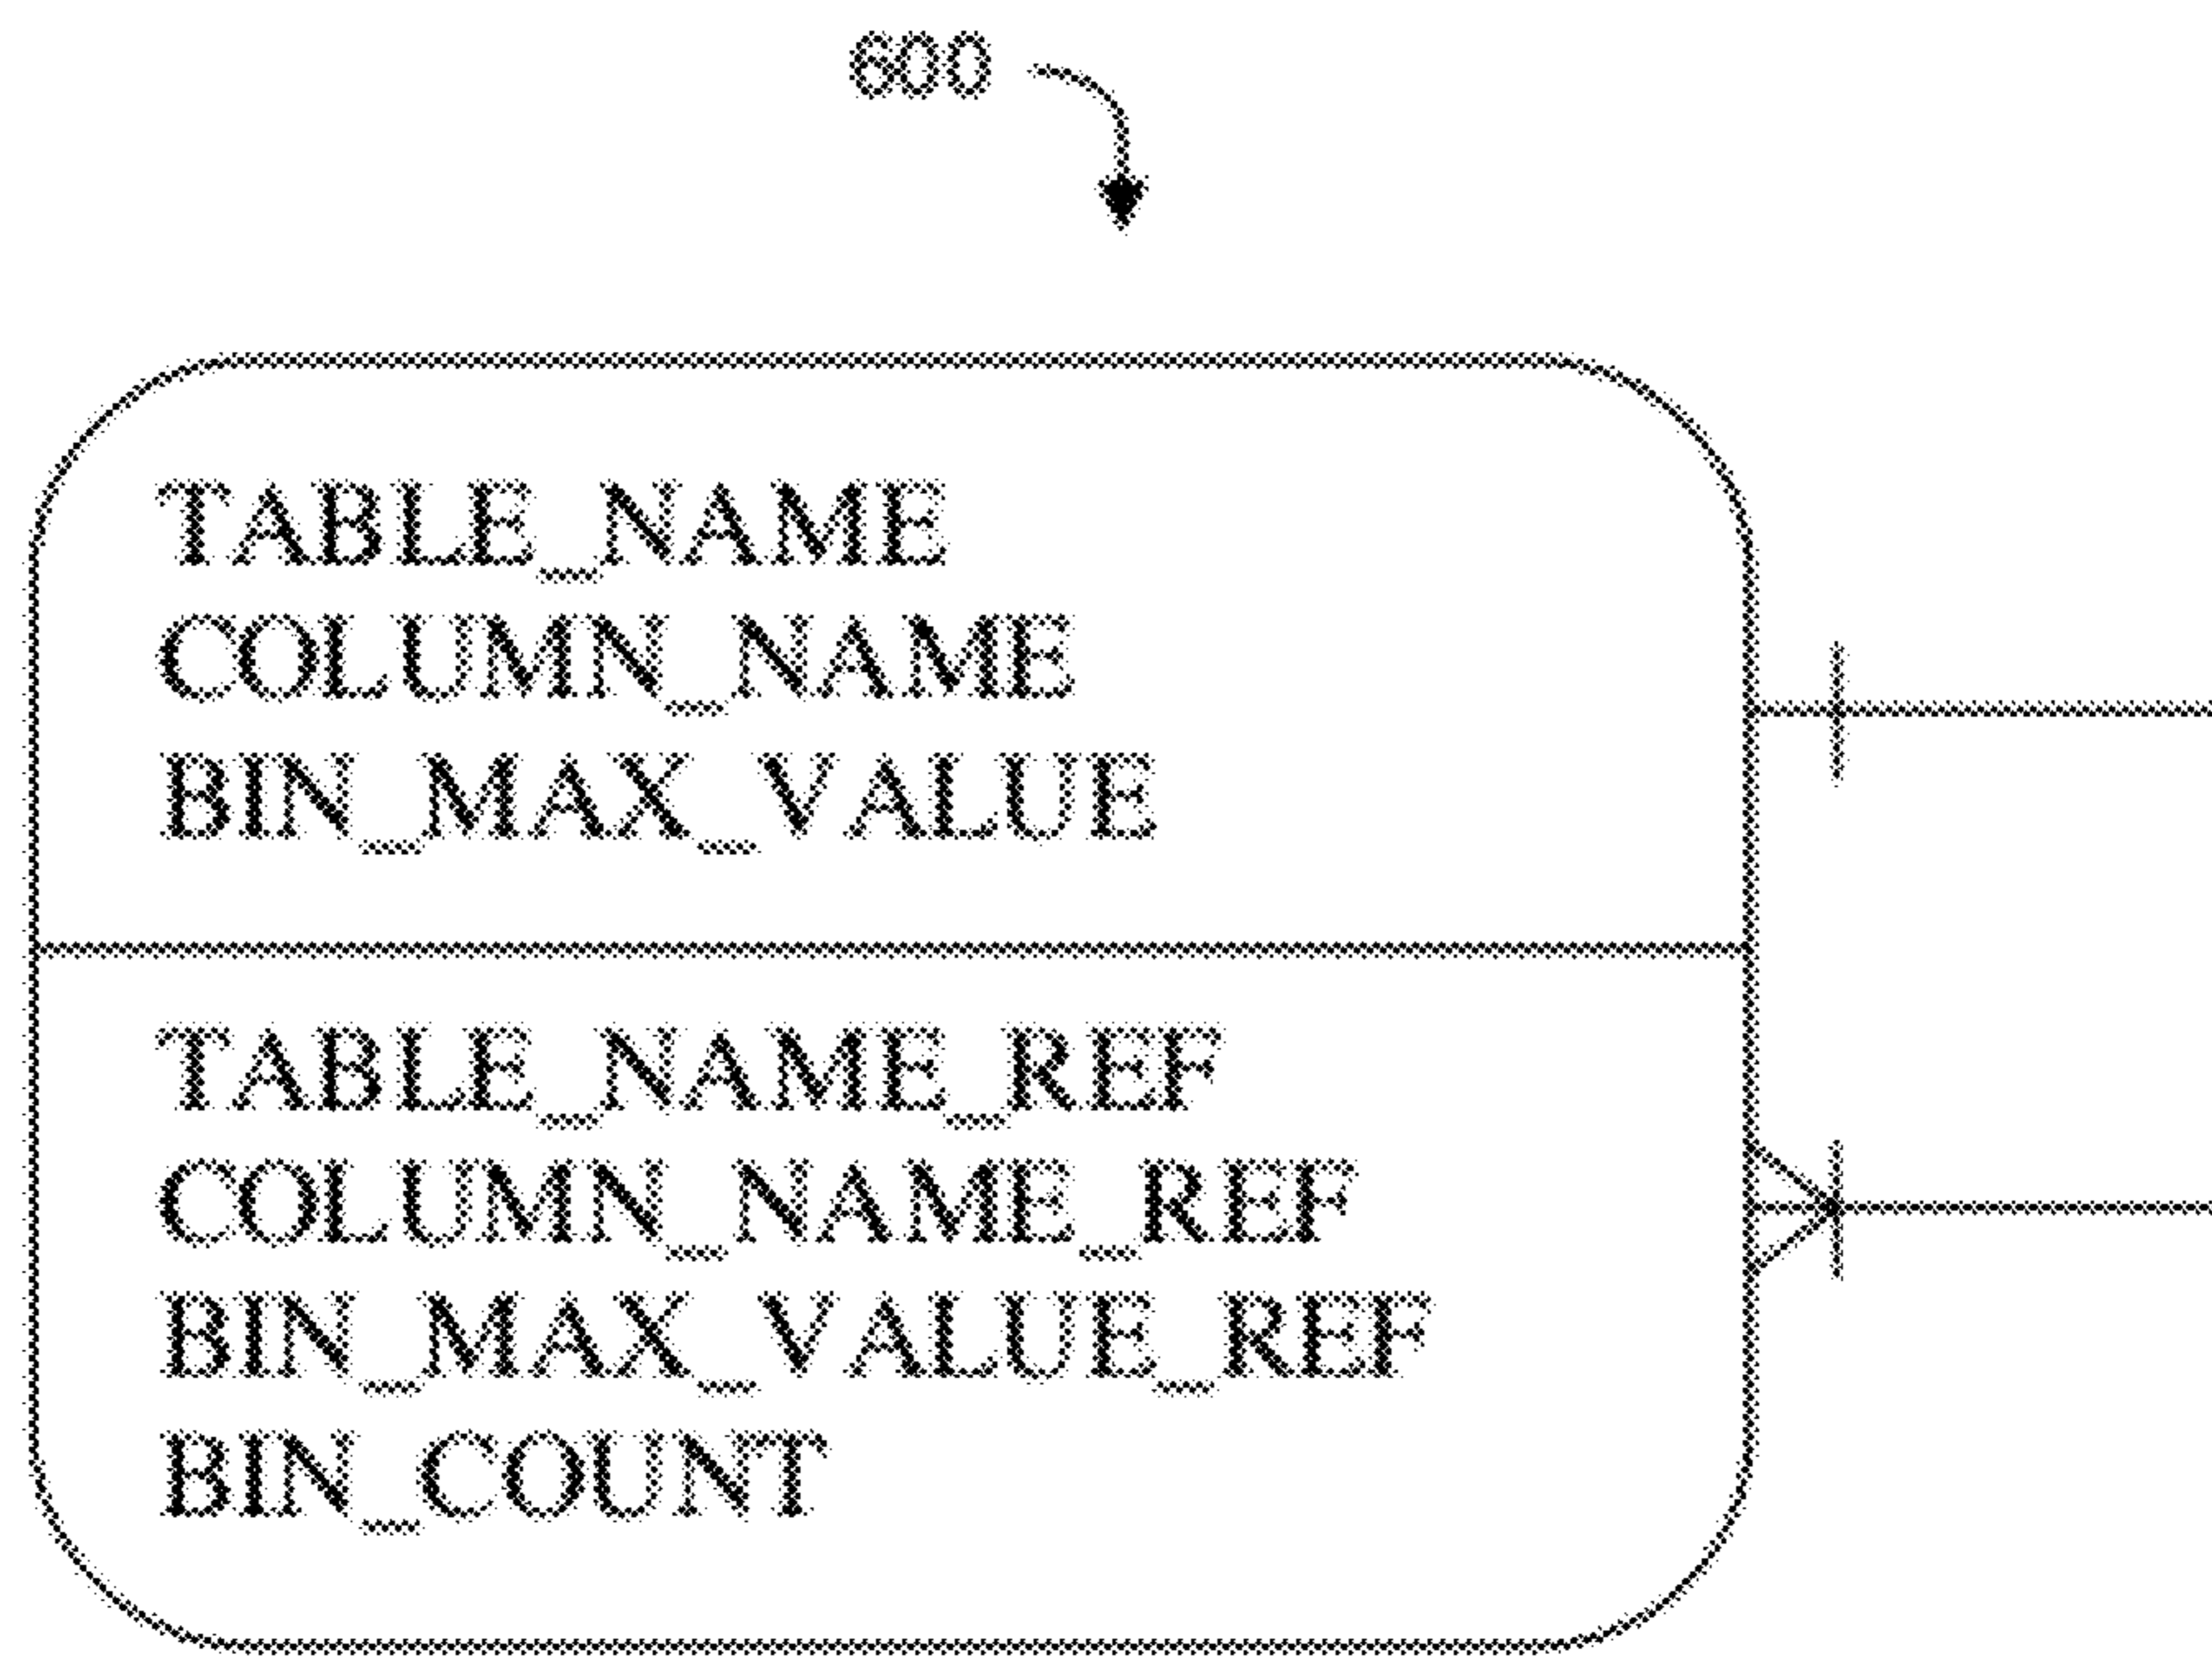 600
TABLE_NAME
COLUMN_NAME
BIN_MAX_VALUE
TABLE_NAME_REF
COLUMN_NAME_REF
BIN_MAX_VALUE_REF
BIN_COUNT